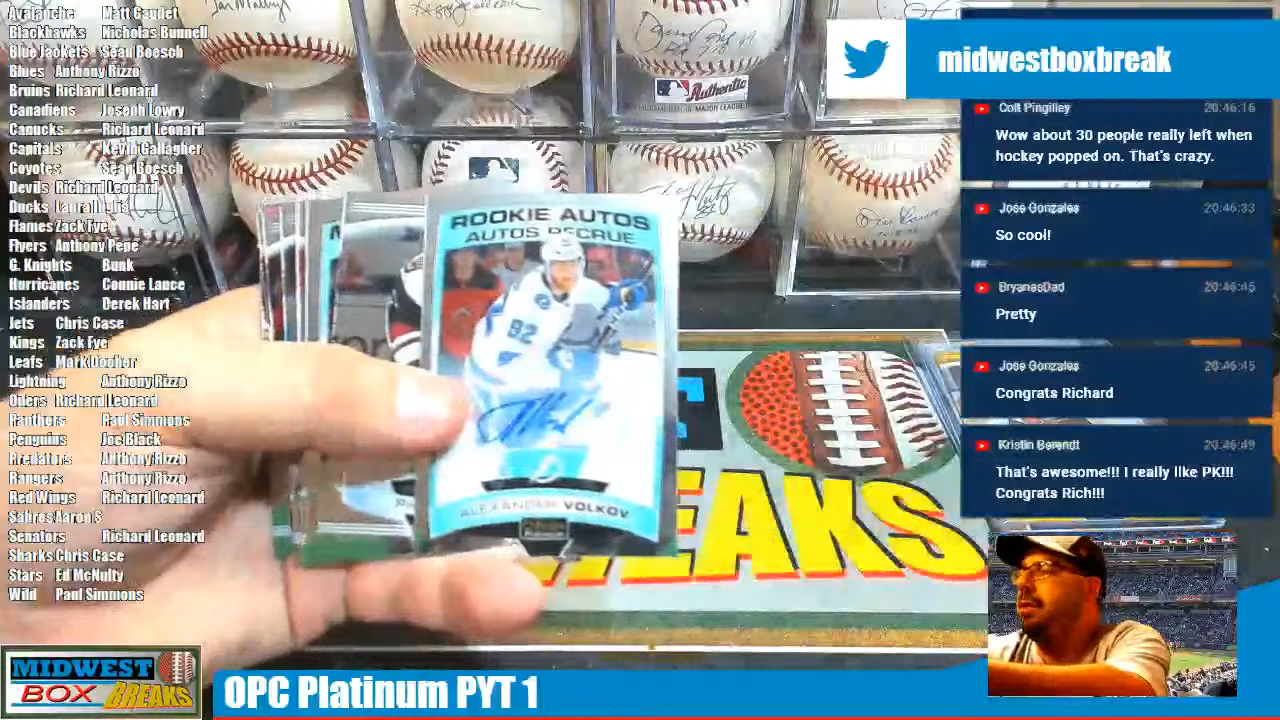 Avalanche Matt Gaudet
Blackhawks Nicholas Bunnell
Blue Jackets Sean Boesch
Blues Anthony Rizzo
Bruins Richard Leonard
Canadiens Joseph Lowry
Canucks Richard Leonard
Capitals Kevin Gallagher
Coyotes Sean Boesch
Devils Richard Leonard
Ducks Laura
Flames Zack Fye
Flyers Anthony Pepe
G. Knights Bunk
Hurricanes Connie Lance
Islanders Derek Hart
Jets Chris Case
Kings Zack Fye
Leafs Mark
Lightning Anthony Rizzo
Oilers Richard Leonard
Panthers Paul Simmons
Penguins Joe Black
Predators Anthony Rizzo
Rangers Anthony Rizzo
Red Wings Richard Leonard
Sabres Aaron S
Senators Richard Leonard
Sharks Chris Case
Stars Ed McNulty
Wild Paul Simmons
MIDWEST
BOX BREAKS
OPC Platinum PYT 1
Authentic
ROOKIE AUTOS
AUTOS RECRUE
92
ALEXANDER VOLKOV
BREAKS
midwestboxbreak
Colt Pingilley 20:46:16
Wow about 30 people really left when
hockey popped on. That's crazy.
Jose Gonzales 20:46:33
So cool!
BryanasDad 20:46:45
Pretty
Jose Gonzales 20:46:45
Congrats Richard
Kristin Berendt 20:46:49
That's awesome!!! I really like PK!!!
Congrats Rich!!!